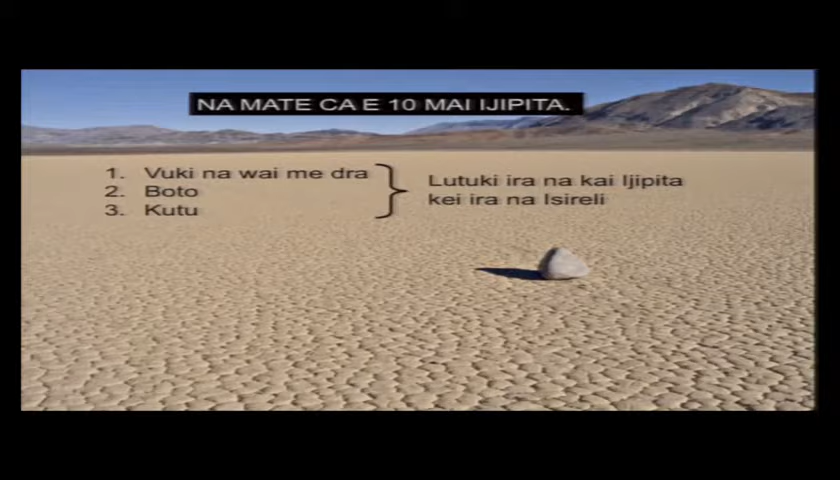 NA MATE CA E 10 MAI IJIPITA.
1. Vuki na wai me dra
2. Boto
3. Kutu
Lutuki ira na kai Ijipita
kei ira na Isireli